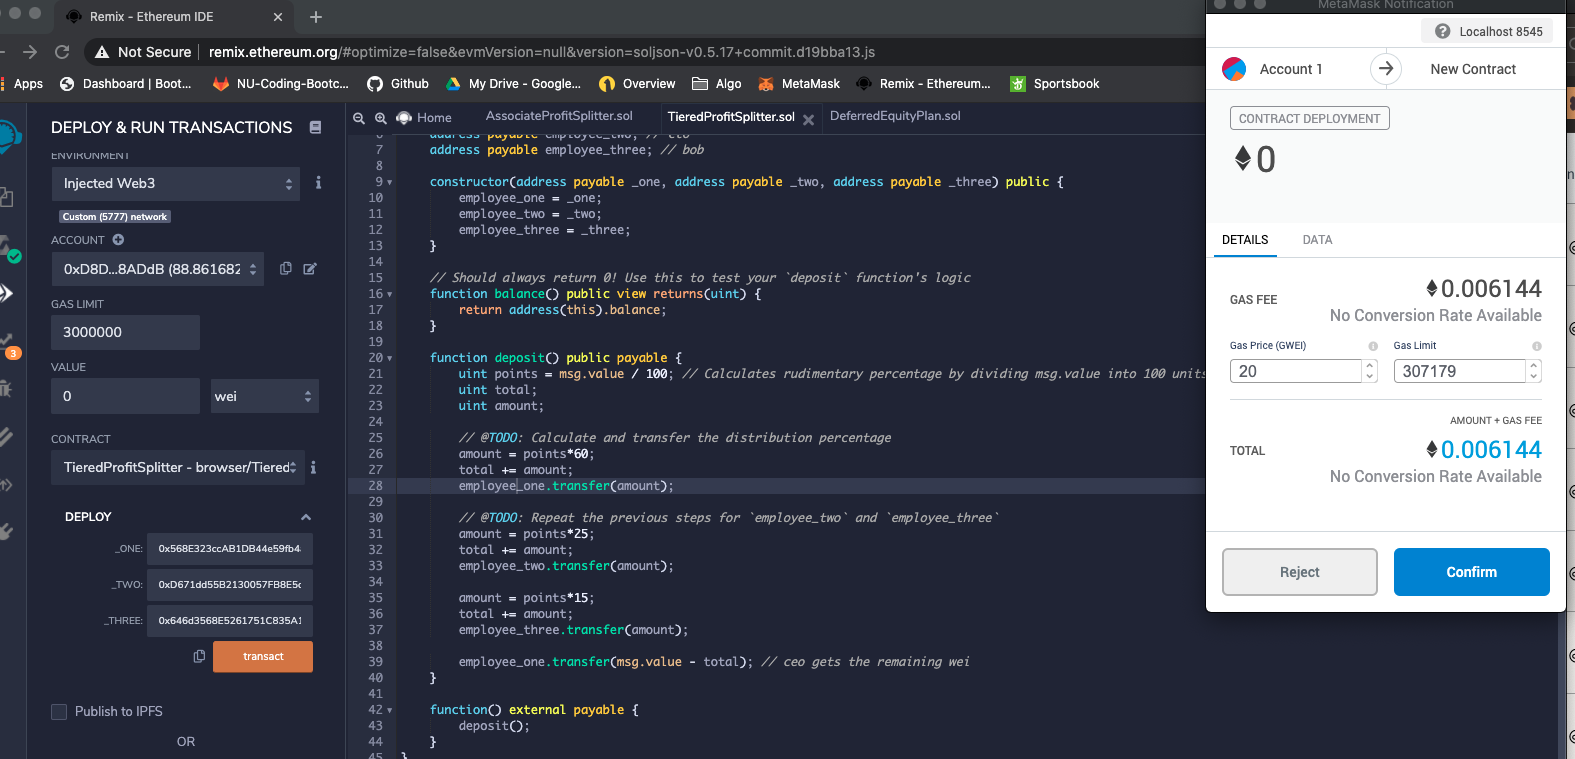 Remix - Ethereum IDE
MetaMask Notification
Not Secure | remix.ethereum.org/#optimize=false&evmVersion=null&version=soljson-v0.5.17+commit.d19bba13.js
Apps
Dashboard | Boot...
NU-Coding-Bootc...
Github
My Drive - Google...
Overview
Algo
MetaMask
Remix - Ethereum...
Sportsbook
DEPLOY & RUN TRANSACTIONS
ENVIRONMENT
Injected Web3
Custom (5777) network
ACCOUNT
0xD8D...8ADdB (88.861682
GAS LIMIT
3000000
3
VALUE
0
wei
CONTRACT
TieredProfitSplitter - browser/Tiered
DEPLOY
_ONE:
0x568E323ccAB1DB44e59fb4
_TWO:
0xD671dd55B2130057FB8E5c
_THREE:
0x646d3568E5261751C835A1
transact
Publish to IPFS
OR
Home
AssociateProfitSplitter.sol
TieredProfitSplitter.sol
DeferredEquityPlan.sol
6 address payable employee_two; // cto
7 address payable employee_three; // bob
8
9 constructor(address payable _one, address payable _two, address payable _three) public {
10 employee_one = _one;
11 employee_two = _two;
12 employee_three = _three;
13 }
14
15 // Should always return 0! Use this to test your `deposit` function's logic
16 function balance() public view returns(uint) {
17 return address(this).balance;
18 }
19
20 function deposit() public payable {
21 uint points = msg.value / 100; // Calculates rudimentary percentage by dividing msg.value into 100 units
22 uint total;
23 uint amount;
24
25 // @TODO: Calculate and transfer the distribution percentage
26 amount = points*60;
27 total += amount;
28 employee_one.transfer(amount);
29
30 // @TODO: Repeat the previous steps for `employee_two` and `employee_three`
31 amount = points*25;
32 total += amount;
33 employee_two.transfer(amount);
34
35 amount = points*15;
36 total += amount;
37 employee_three.transfer(amount);
38
39 employee_one.transfer(msg.value - total); // ceo gets the remaining wei
40 }
41
42 function() external payable {
43 deposit();
44 }
45 }
Localhost 8545
Account 1
New Contract
CONTRACT DEPLOYMENT
0
DETAILS
DATA
GAS FEE
0.006144
No Conversion Rate Available
Gas Price (GWEI)
Gas Limit
20
307179
AMOUNT + GAS FEE
TOTAL
0.006144
No Conversion Rate Available
Reject
Confirm